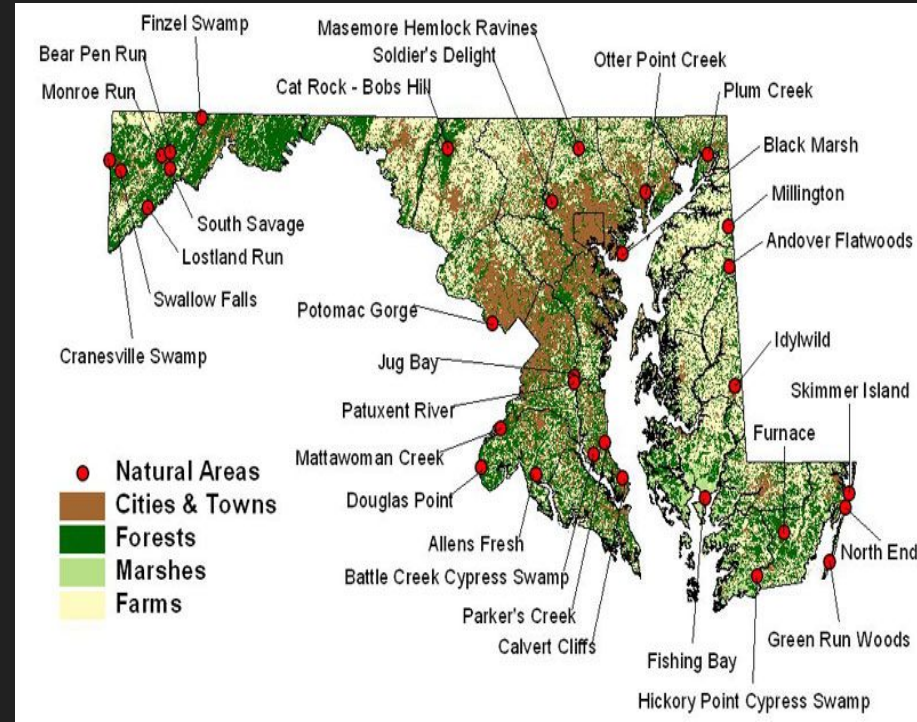 Finzel Swamp
Masemore Hemlock Ravines
Bear Pen Run
Soldier's Delight
Otter Point Creek
Monroe Run
Cat Rock - Bobs Hill
Plum Creek
Black Marsh
Millington
South Savage
Andover Flatwoods
Lostland Run
Swallow Falls
Potomac Gorge
Cranesville Swamp
Idylwild
Jug Bay
Skimmer Island
Patuxent River
Furnace
Mattawoman Creek
Natural Areas
Douglas Point
Cities & Towns
Forests
Allens Fresh
North End
Marshes
Battle Creek Cypress Swamp
Farms
Parker's Creek
Green Run Woods
Calvert Cliffs
Fishing Bay
Hickory Point Cypress Swamp